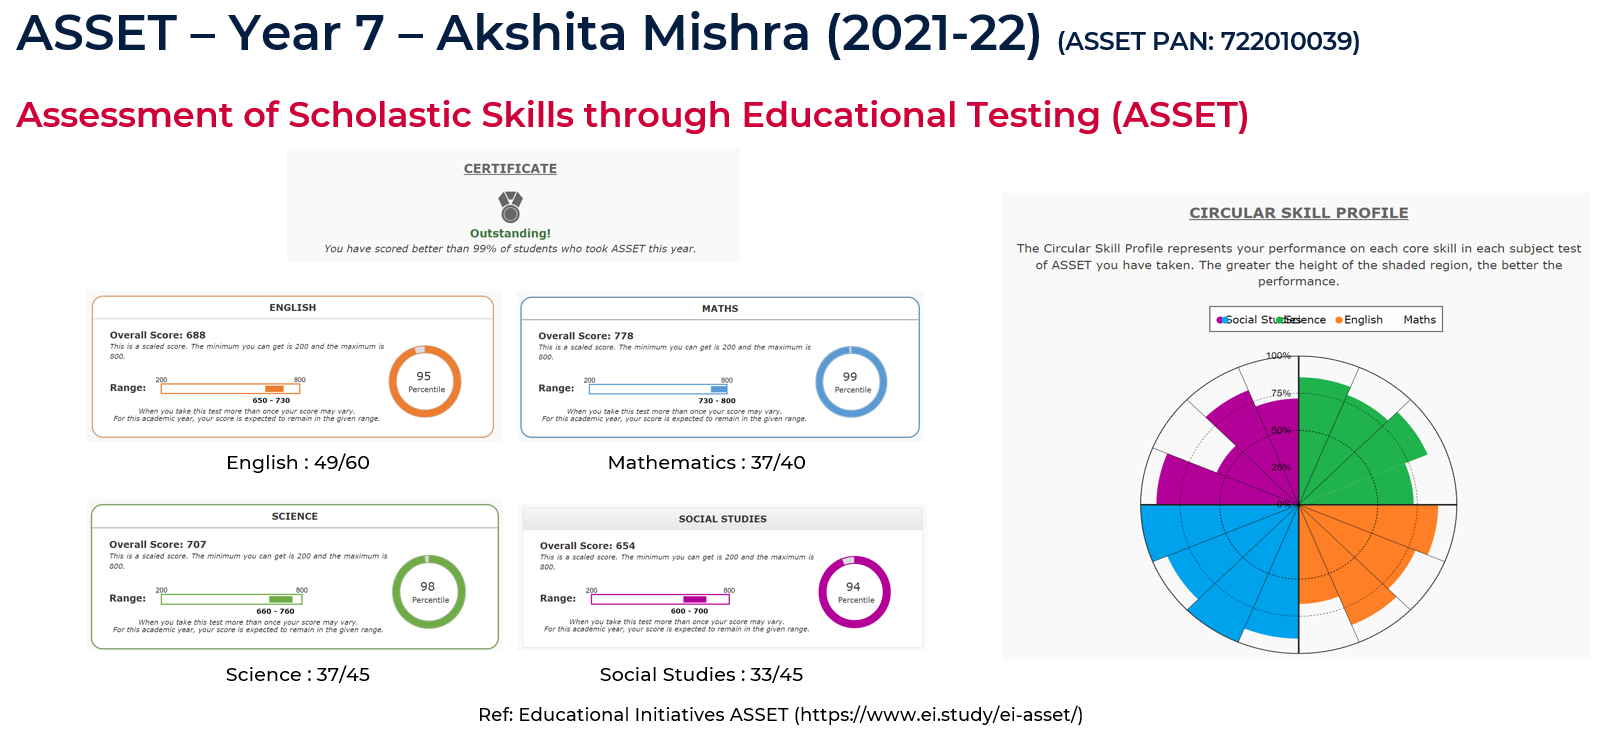 ASSET – Year 7 – Akshita Mishra (2021-22) (ASSET PAN: 722010039)
Assessment of Scholastic Skills through Educational Testing (ASSET)
CERTIFICATE
Outstanding!
You have scored better than 99% of students who took ASSET this year.
ENGLISH
Overall Score: 688
This is a scaled score. The minimum you can get is 200 and the maximum is
800.
200 800
Range:
650 - 730
When you take this test more than once your score may vary.
For this academic year, your score is expected to remain in the given range.
95
Percentile
English : 49/60
MATHS
Overall Score: 778
This is a scaled score. The minimum you can get is 200 and the maximum is
800.
200 800
Range:
730 - 800
When you take this test more than once your score may vary.
For this academic year, your score is expected to remain in the given range.
99
Percentile
Mathematics : 37/40
SCIENCE
Overall Score: 707
This is a scaled score. The minimum you can get is 200 and the maximum is
800.
200 800
Range:
660 - 760
When you take this test more than once your score may vary.
For this academic year, your score is expected to remain in the given range.
98
Percentile
Science : 37/45
SOCIAL STUDIES
Overall Score: 654
This is a scaled score. The minimum you can get is 200 and the maximum is
800.
200 800
Range:
600 - 700
When you take this test more than once your score may vary.
For this academic year, your score is expected to remain in the given range.
94
Percentile
Social Studies : 33/45
CIRCULAR SKILL PROFILE
The Circular Skill Profile represents your performance on each core skill in each subject test
of ASSET you have taken. The greater the height of the shaded region, the better the
performance.
Social Studies Science English Maths
100%
75%
50%
25%
0%
Ref: Educational Initiatives ASSET (https://www.ei.study/ei-asset/)